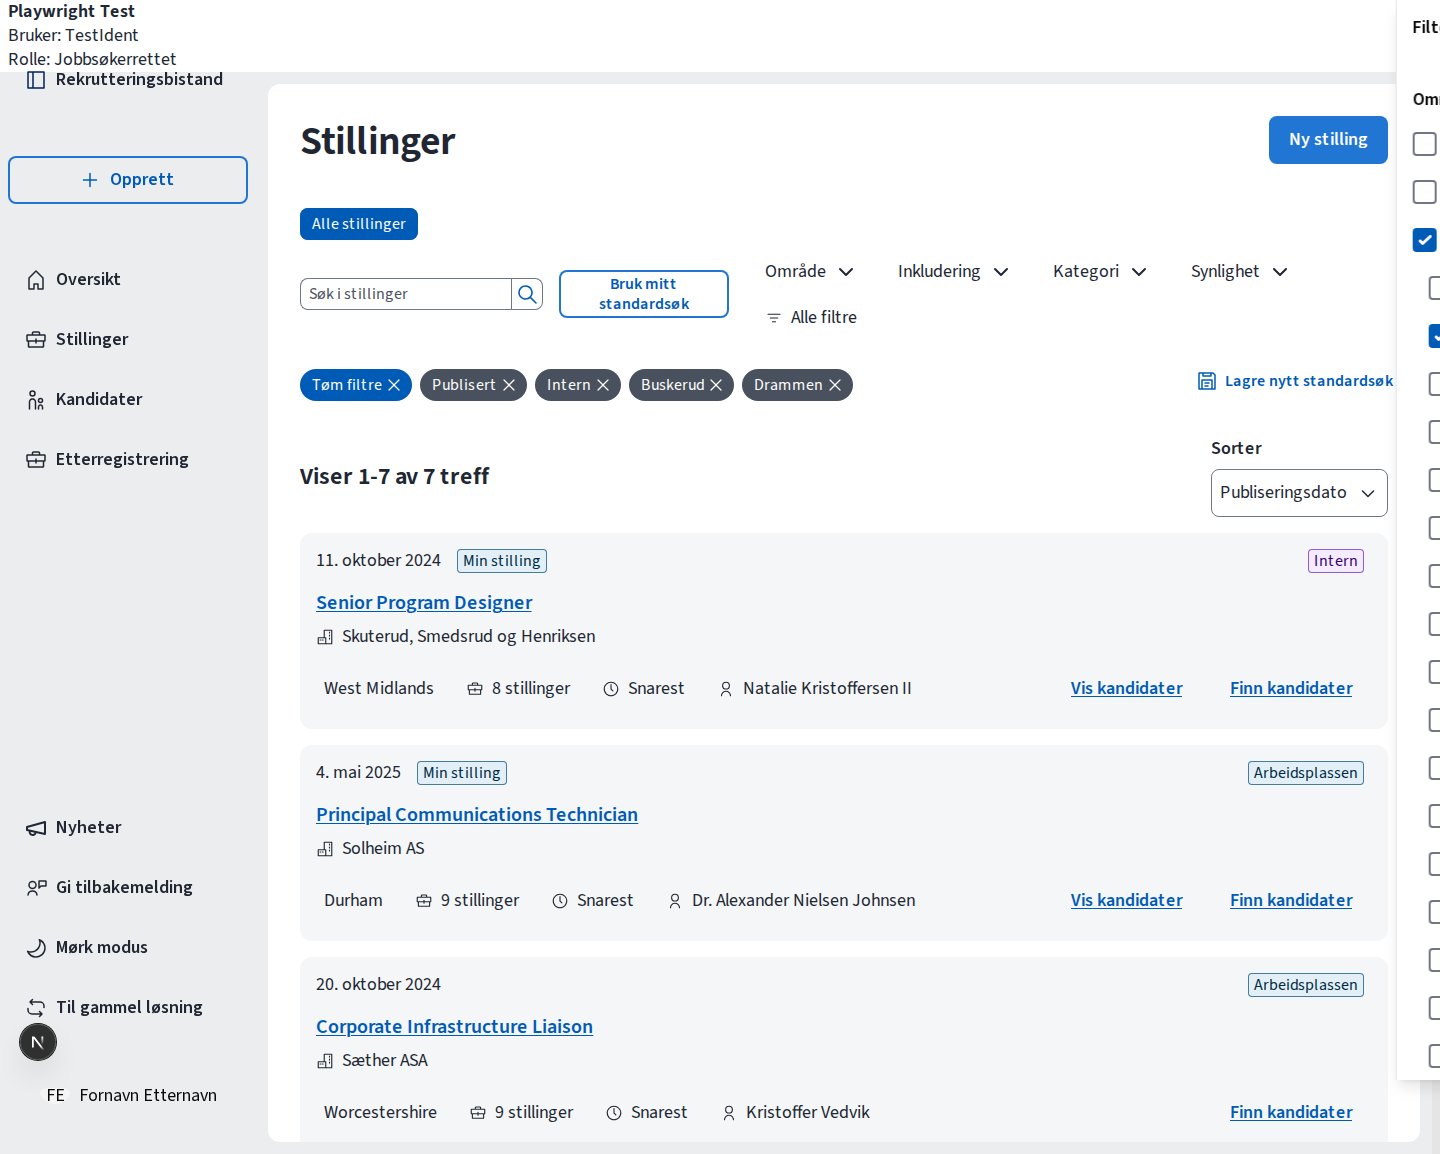 Playwright Test
Bruker: TestIdent
Rolle: Jobbsøkerrettet
Rekrutteringsbistand
Opprett
Oversikt
Stillinger
Kandidater
Etterregistrering
Nyheter
Gi tilbakemelding
Mørk modus
Til gammel løsning
N
FE Fornavn Etternavn
Stillinger
Ny stilling
Alle stillinger
Søk i stillinger
Bruk mitt
standardsøk
Område
Inkludering
Kategori
Synlighet
Alle filtre
Tøm filtre
Publisert
Intern
Buskerud
Drammen
Lagre nytt standardsøk
Viser 1-7 av 7 treff
Sorter
Publiseringsdato
11. oktober 2024 Min stilling Intern
Senior Program Designer
Skuterud, Smedsrud og Henriksen
West Midlands 8 stillinger Snarest Natalie Kristoffersen II Vis kandidater Finn kandidater
4. mai 2025 Min stilling Arbeidsplassen
Principal Communications Technician
Solheim AS
Durham 9 stillinger Snarest Dr. Alexander Nielsen Johnsen Vis kandidater Finn kandidater
20. oktober 2024 Arbeidsplassen
Corporate Infrastructure Liaison
Sæther ASA
Worcestershire 9 stillinger Snarest Kristoffer Vedvik Finn kandidater